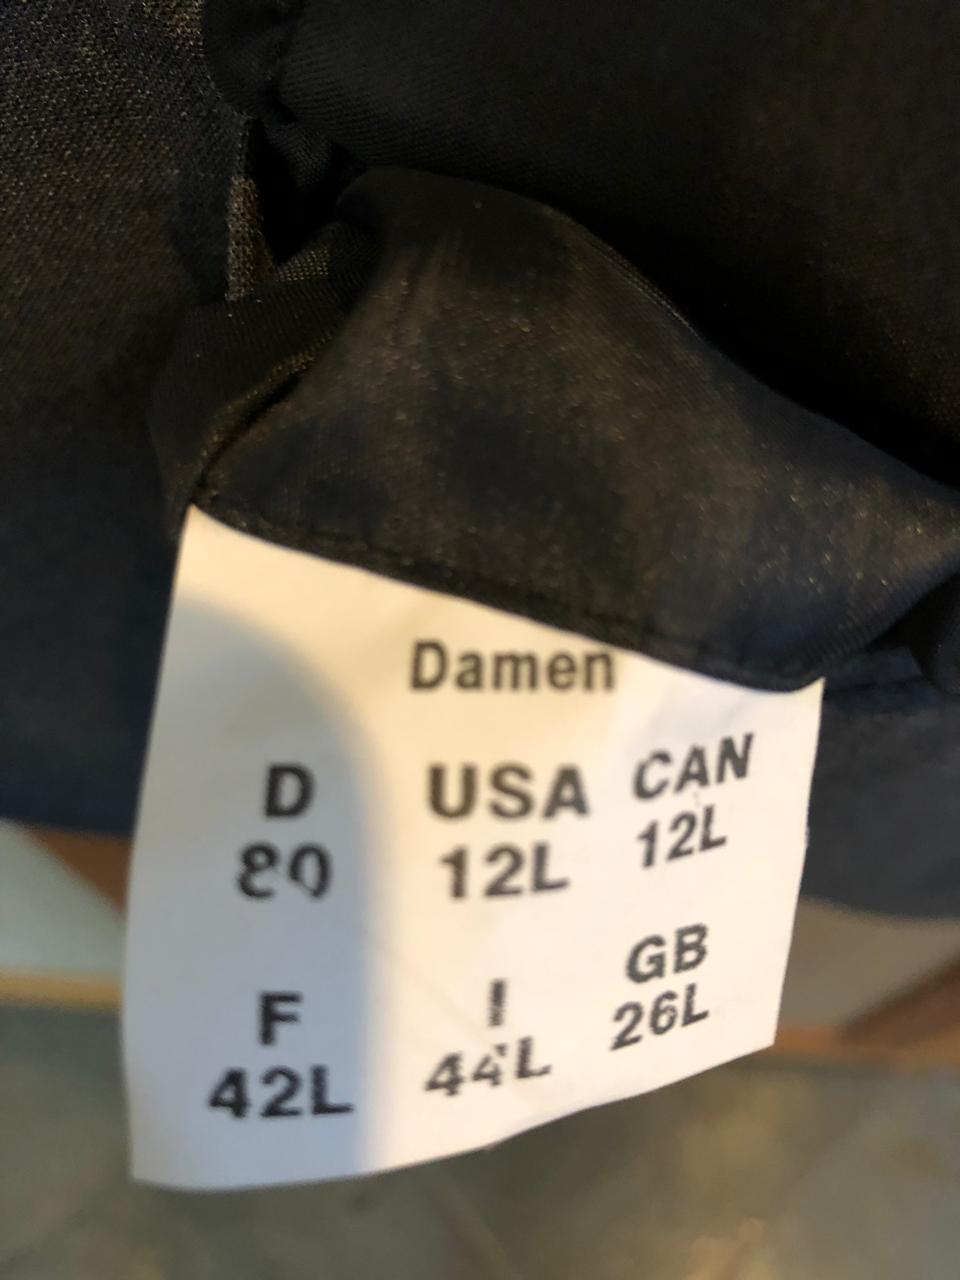 Damen
D USA CAN
80 12L 12L
F I GB
42L 44L 26L